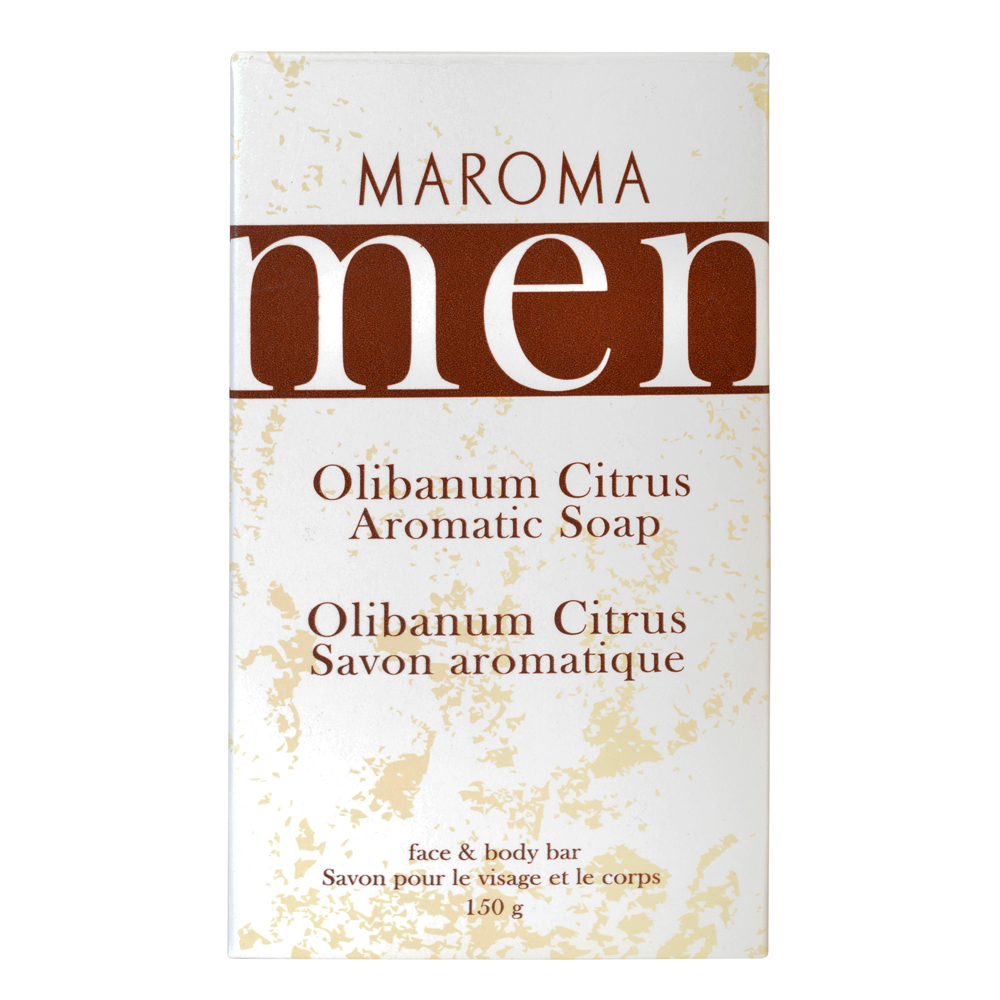 MAROMA
men
Olibanum Citrus
Aromatic Soap
Olibanum Citrus
Savon aromatique
face & body bar
Savon pour le visage et le corps
150 g